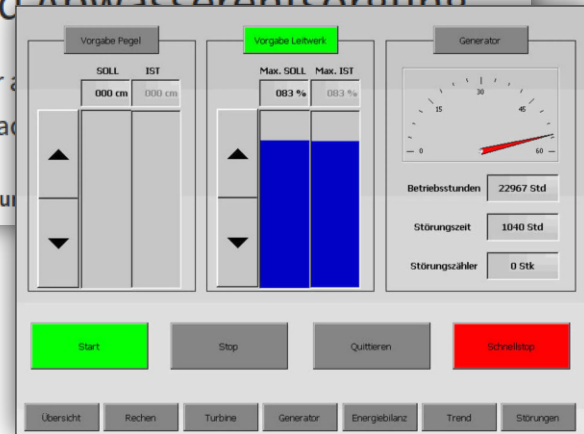 Abwasserentsorgung
Vorgabe Pegel
Vorgabe Leitwerk
Generator
SOLL IST
Max. SOLL Max. IST
000 cm 000 cm
083 % 083 %
0 15 30 45 60
Betriebsstunden 22967 Std
Störungszeit 1040 Std
Störungszähler 0 Stk
Start
Stop
Quittieren
Schnellstop
Übersicht
Rechen
Turbine
Generator
Energiebilanz
Trend
Störungen